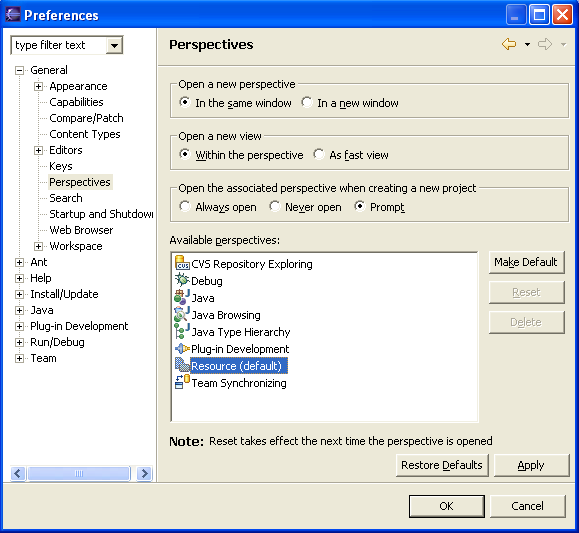 Preferences
type filter text
Perspectives
General
Appearance
Capabilities
Compare/Patch
Content Types
Editors
Keys
Perspectives
Search
Startup and Shutdown
Web Browser
Workspace
Ant
Help
Install/Update
Java
Plug-in Development
Run/Debug
Team
Open a new perspective
In the same window
In a new window
Open a new view
Within the perspective
As fast view
Open the associated perspective when creating a new project
Always open
Never open
Prompt
Available perspectives:
CVS Repository Exploring
Debug
Java
Java Browsing
Java Type Hierarchy
Plug-in Development
Resource (default)
Team Synchronizing
Make Default
Reset
Delete
Note: Reset takes effect the next time the perspective is opened
Restore Defaults
Apply
OK
Cancel